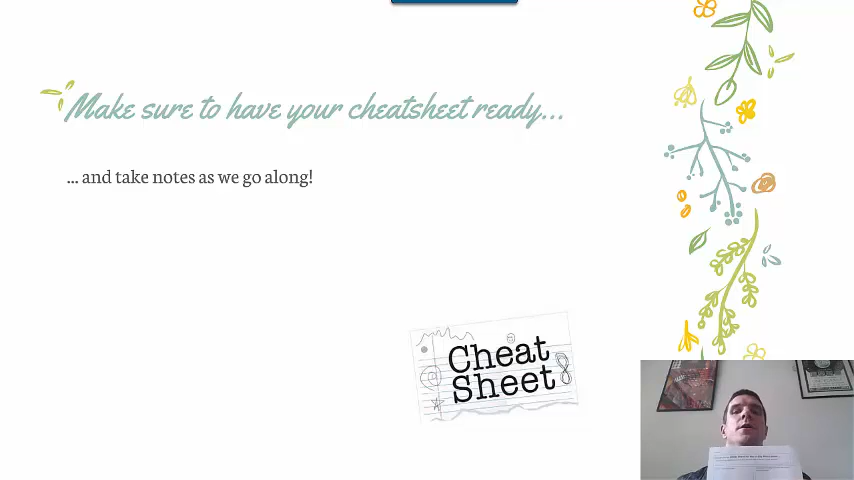 Make sure to have your cheatsheet ready...
... and take notes as we go along!
Cheat
Sheet